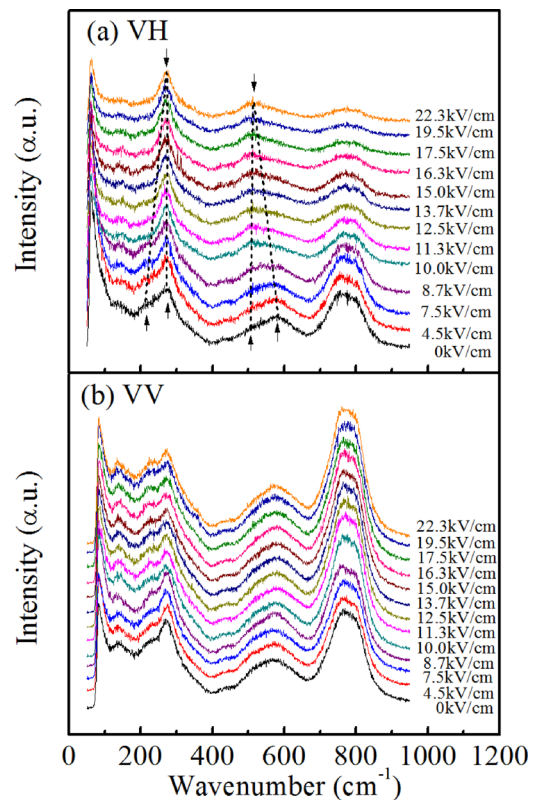 (a) VH
Intensity (α.u.)
22.3kV/cm
19.5kV/cm
17.5kV/cm
16.3kV/cm
15.0kV/cm
13.7kV/cm
12.5kV/cm
11.3kV/cm
10.0kV/cm
8.7kV/cm
7.5kV/cm
4.5kV/cm
0kV/cm
(b) VV
Intensity (α.u.)
22.3kV/cm
19.5kV/cm
17.5kV/cm
16.3kV/cm
15.0kV/cm
13.7kV/cm
12.5kV/cm
11.3kV/cm
10.0kV/cm
8.7kV/cm
7.5kV/cm
4.5kV/cm
0kV/cm
0 200 400 600 800 1000 1200
Wavenumber (cm⁻¹)